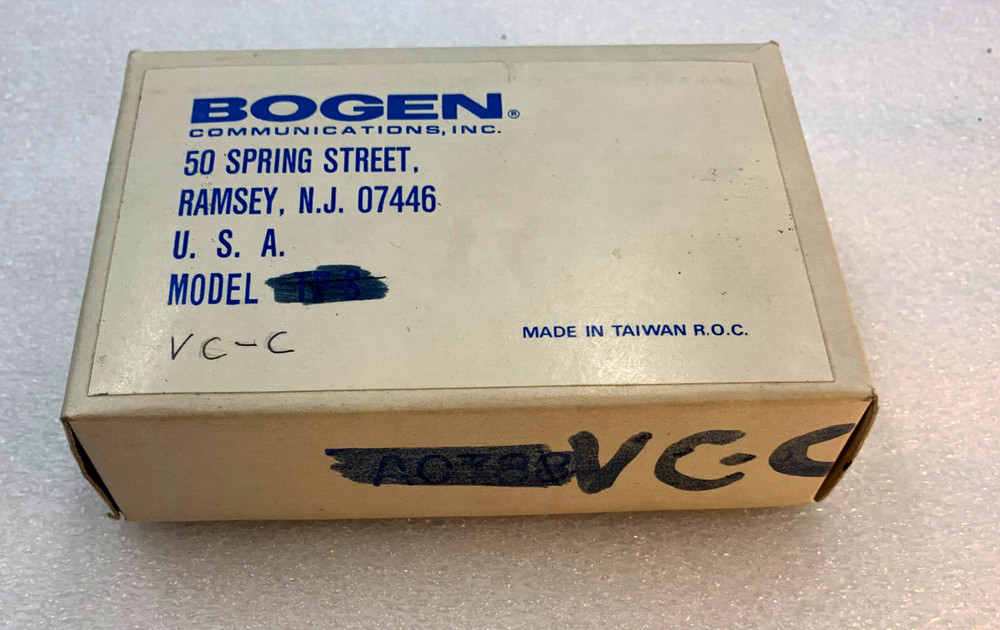 BOGEN®
COMMUNICATIONS, INC.
50 SPRING STREET,
RAMSEY, N.J. 07446
U. S. A.
MODEL
VC-C
MADE IN TAIWAN R.O.C.
VC-C